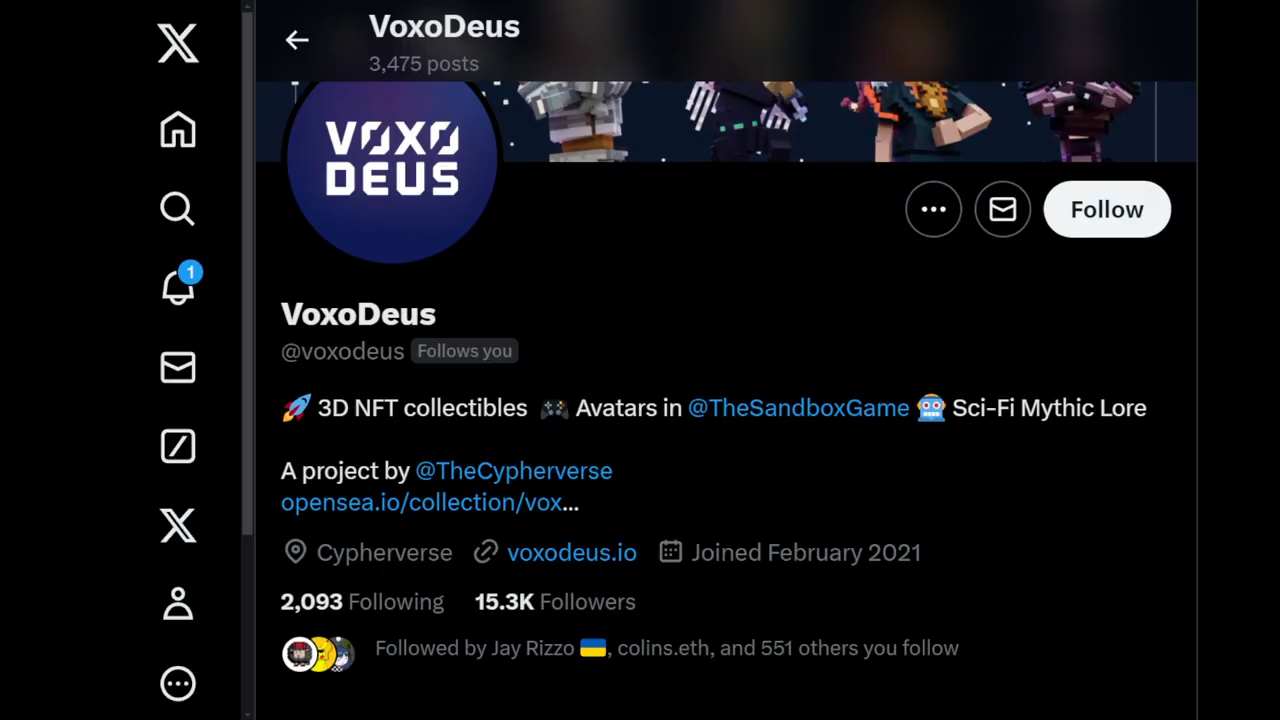 VoxoDeus
3,475 posts
VOXO
DEUS
Follow
1
VoxoDeus
@voxodeus Follows you
🚀 3D NFT collectibles 🎮 Avatars in @TheSandboxGame 🤖 Sci-Fi Mythic Lore
A project by @TheCypherverse
opensea.io/collection/vox...
Cypherverse voxodeus.io Joined February 2021
2,093 Following 15.3K Followers
Followed by Jay Rizzo 🇺🇦, colins.eth, and 551 others you follow